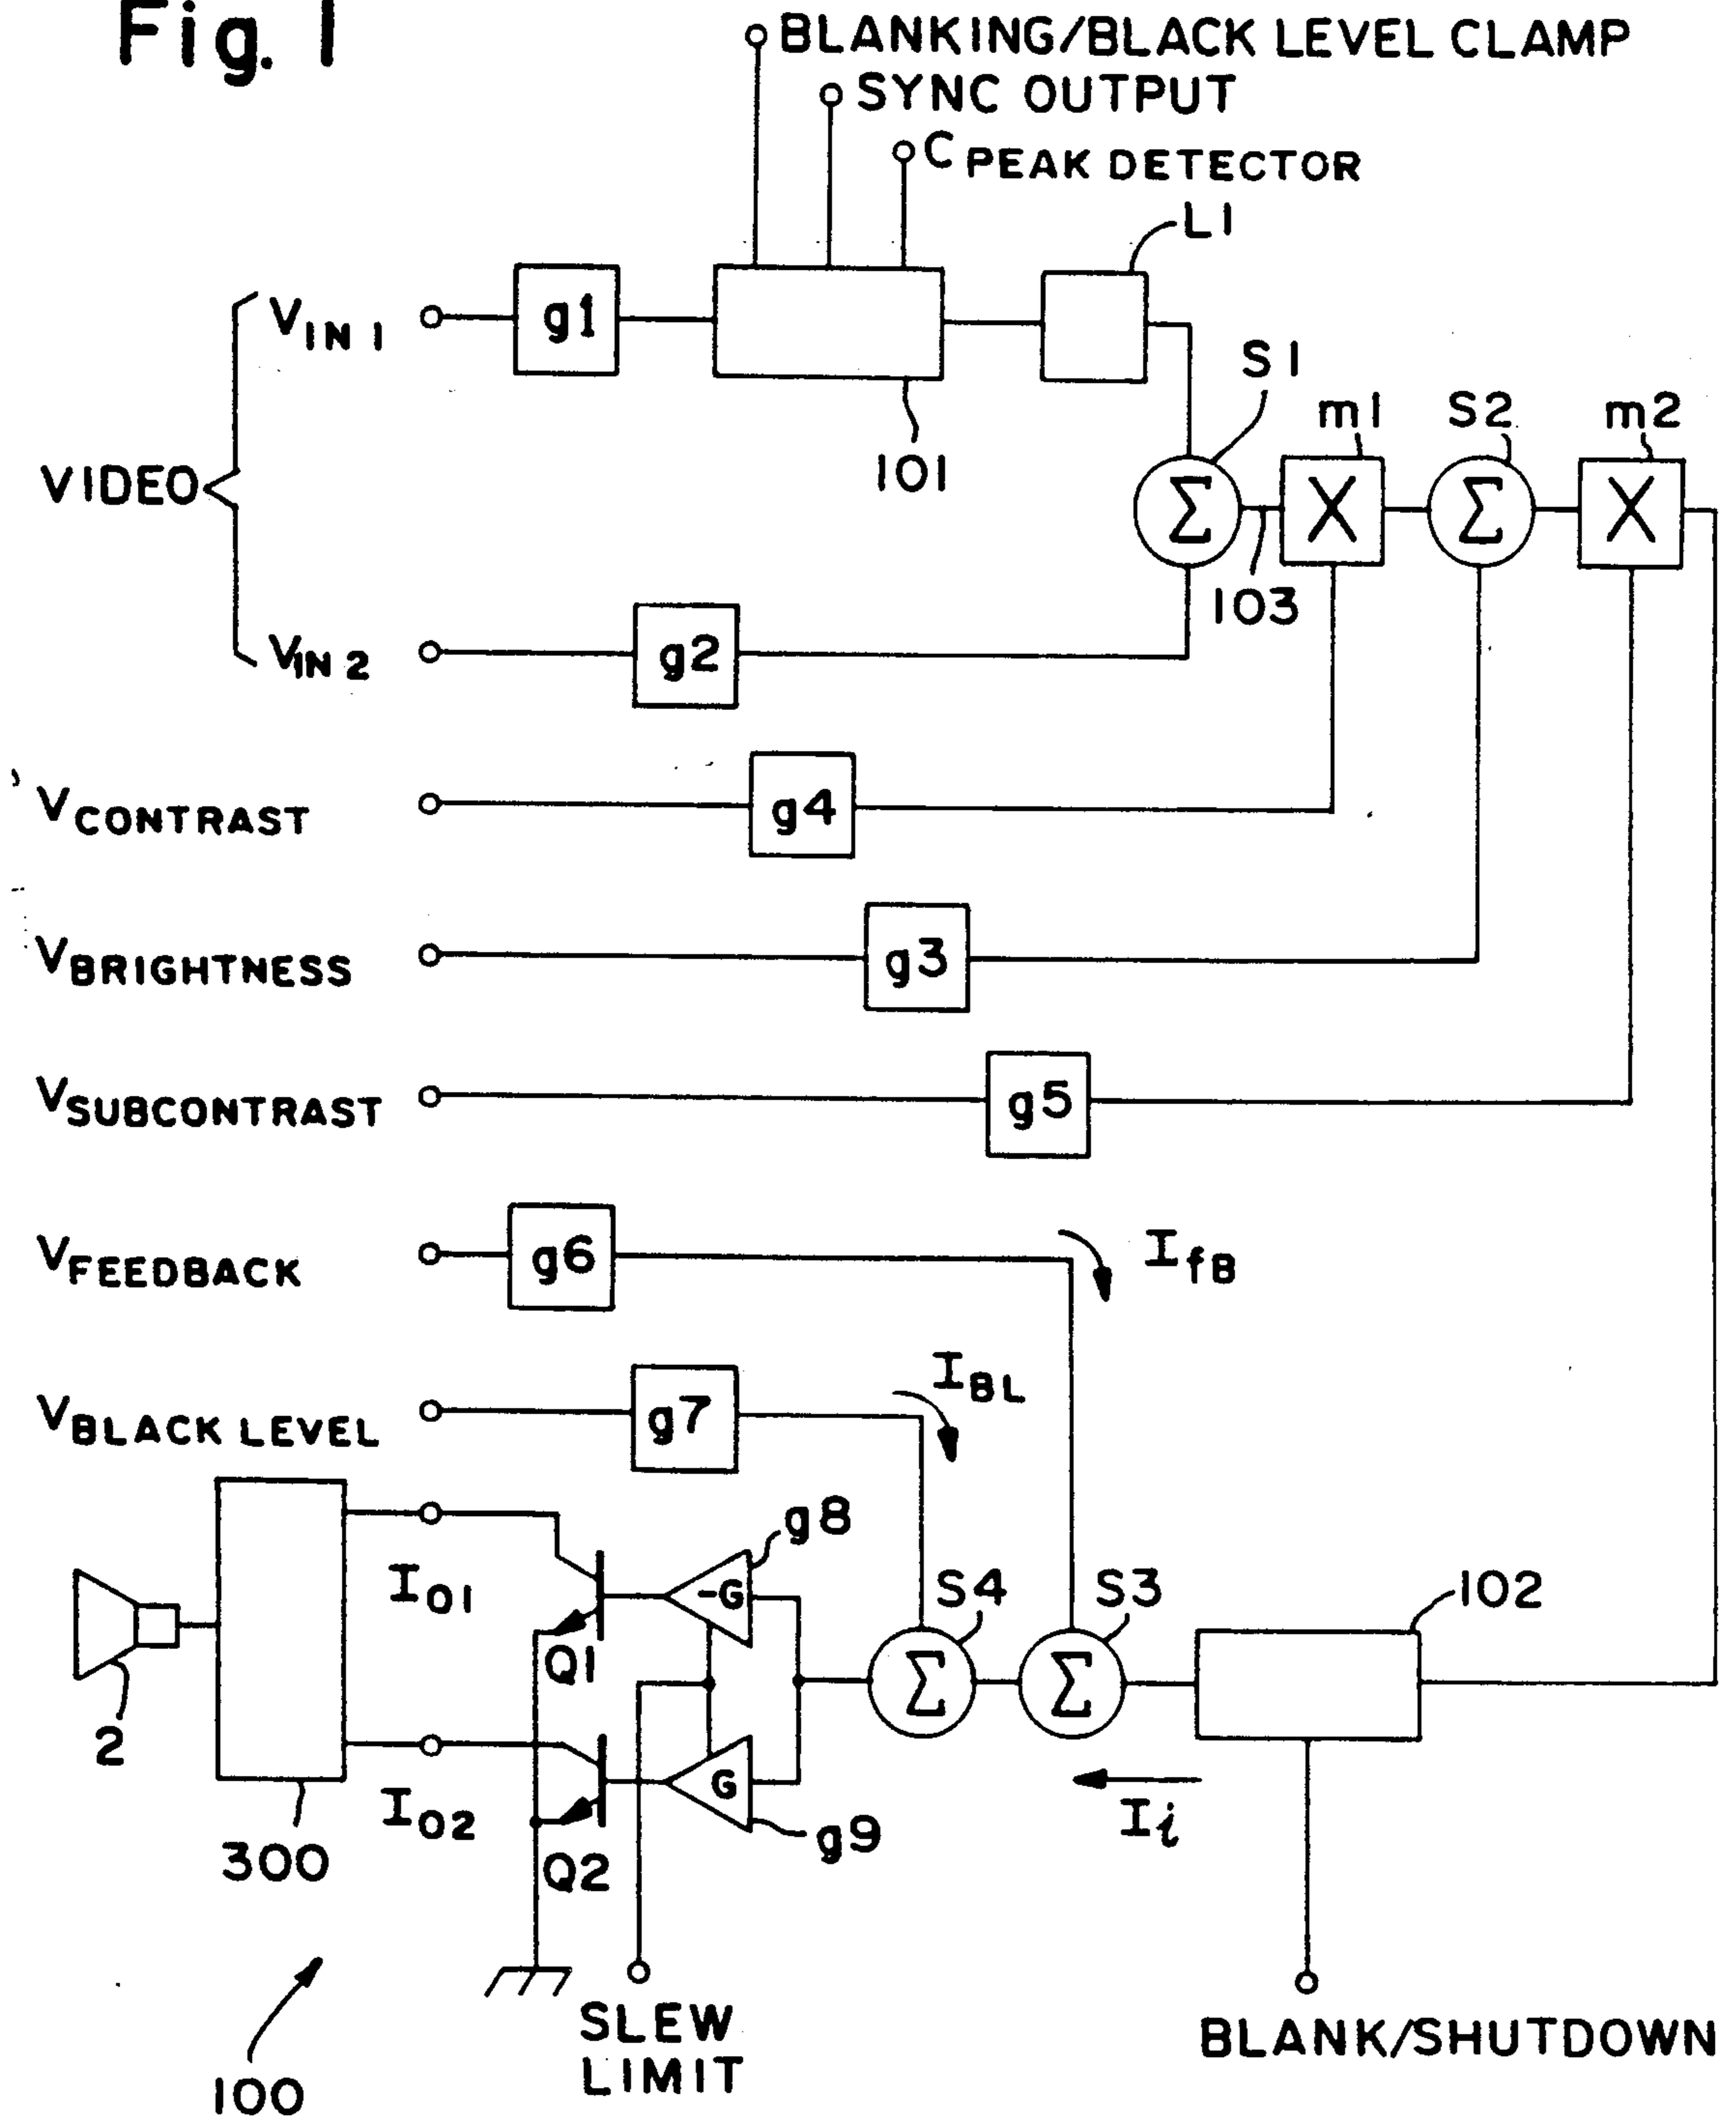 Fig. 1
BLANKING/BLACK LEVEL CLAMP
SYNC OUTPUT
C PEAK DETECTOR
L1
VIN 1
g1
101
S1
m1
S2
m2
VIDEO
Σ
X
Σ
X
103
VIN 2
g2
VCONTRAST
g4
VBRIGHTNESS
g3
VSUBCONTRAST
g5
VFEEDBACK
g6
IfB
VBLACK LEVEL
g7
IBL
g8
-G
S4
S3
102
IO1
Q1
Σ
Σ
2
G
g9
Ii
IO2
Q2
300
SLEW
LIMIT
BLANK/SHUTDOWN
100